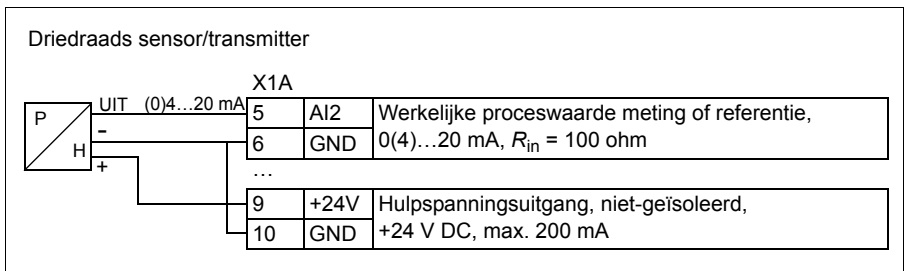 Driedraads sensor/transmitter
X1A
UIT (0)4…20 mA 5 AI2 Werkelijke proceswaarde meting of referentie,
P - 6 GND 0(4)…20 mA, Rin = 100 ohm
H
+ …
9 +24V Hulpspanningsuitgang, niet-geïsoleerd,
10 GND +24 V DC, max. 200 mA